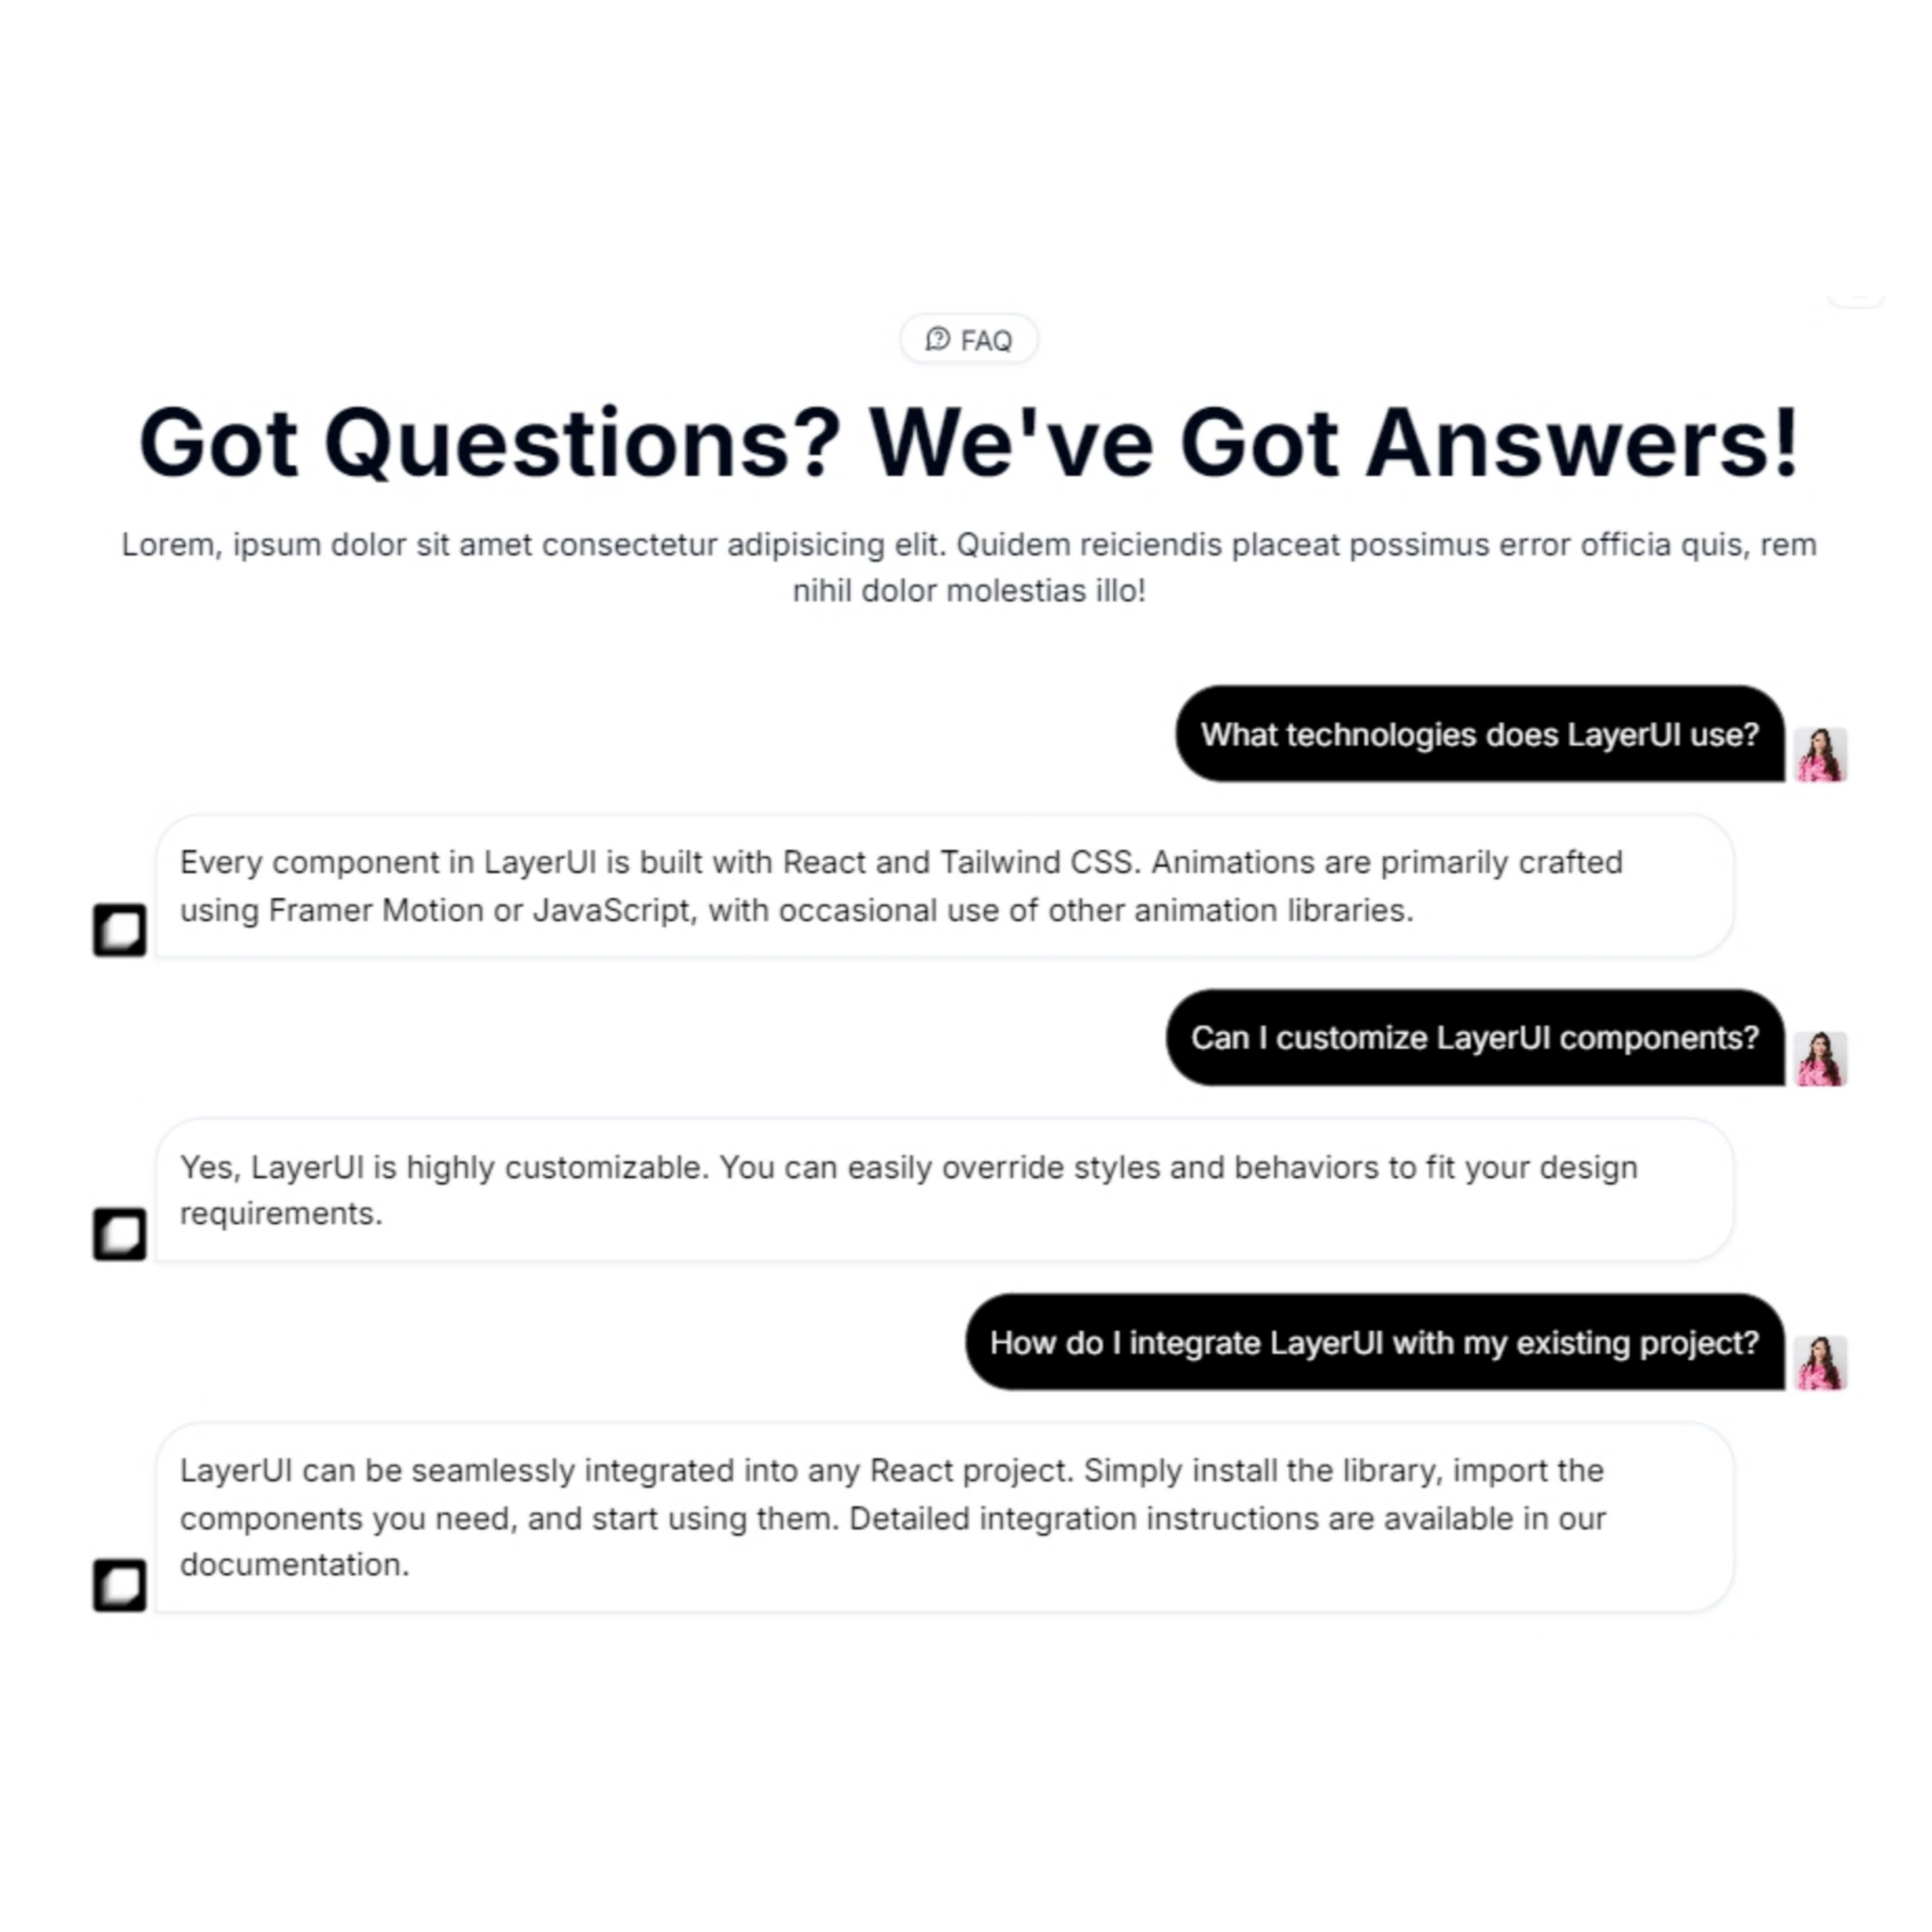 FAQ
Got Questions? We've Got Answers!
Lorem, ipsum dolor sit amet consectetur adipisicing elit. Quidem reiciendis placeat possimus error officia quis, rem
nihil dolor molestias illo!
What technologies does LayerUI use?
Every component in LayerUI is built with React and Tailwind CSS. Animations are primarily crafted
using Framer Motion or JavaScript, with occasional use of other animation libraries.
Can I customize LayerUI components?
Yes, LayerUI is highly customizable. You can easily override styles and behaviors to fit your design
requirements.
How do I integrate LayerUI with my existing project?
LayerUI can be seamlessly integrated into any React project. Simply install the library, import the
components you need, and start using them. Detailed integration instructions are available in our
documentation.